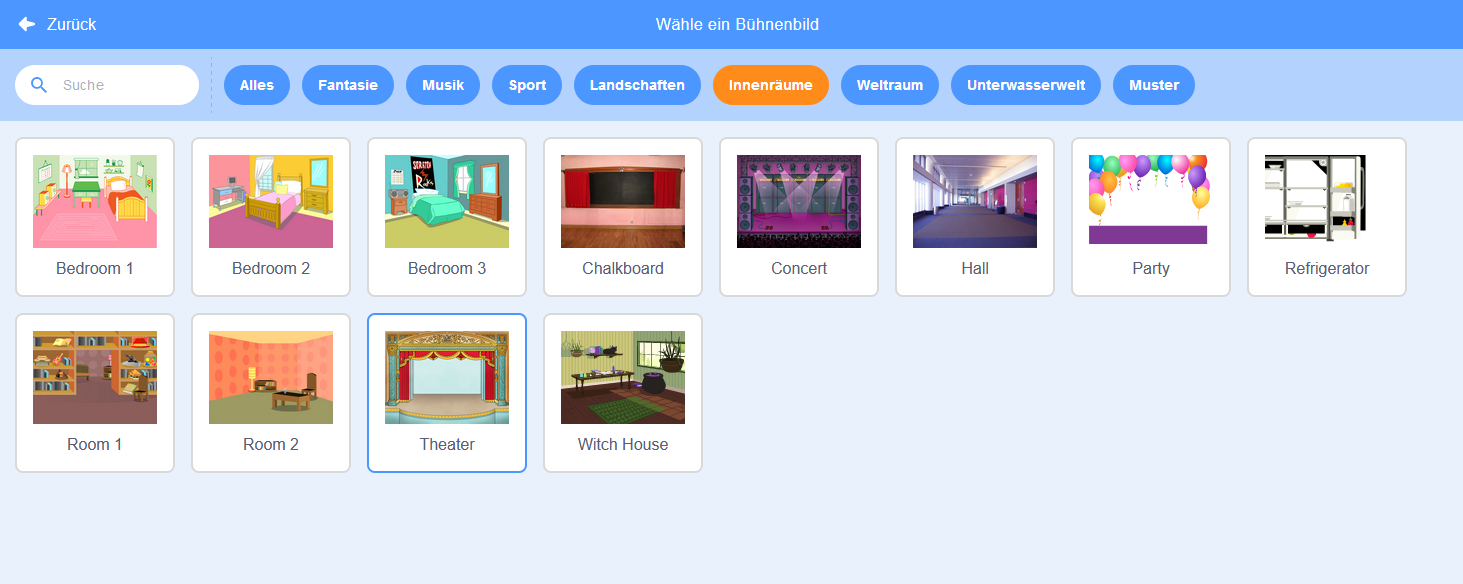 Zurück
Wähle ein Bühnenbild
Suche
Alles
Fantasie
Musik
Sport
Landschaften
Innenräume
Weltraum
Unterwasserwelt
Muster
SCRATCH
Bedroom 1
Bedroom 2
Bedroom 3
Chalkboard
Concert
Hall
Party
Refrigerator
Room 1
Room 2
Theater
Witch House